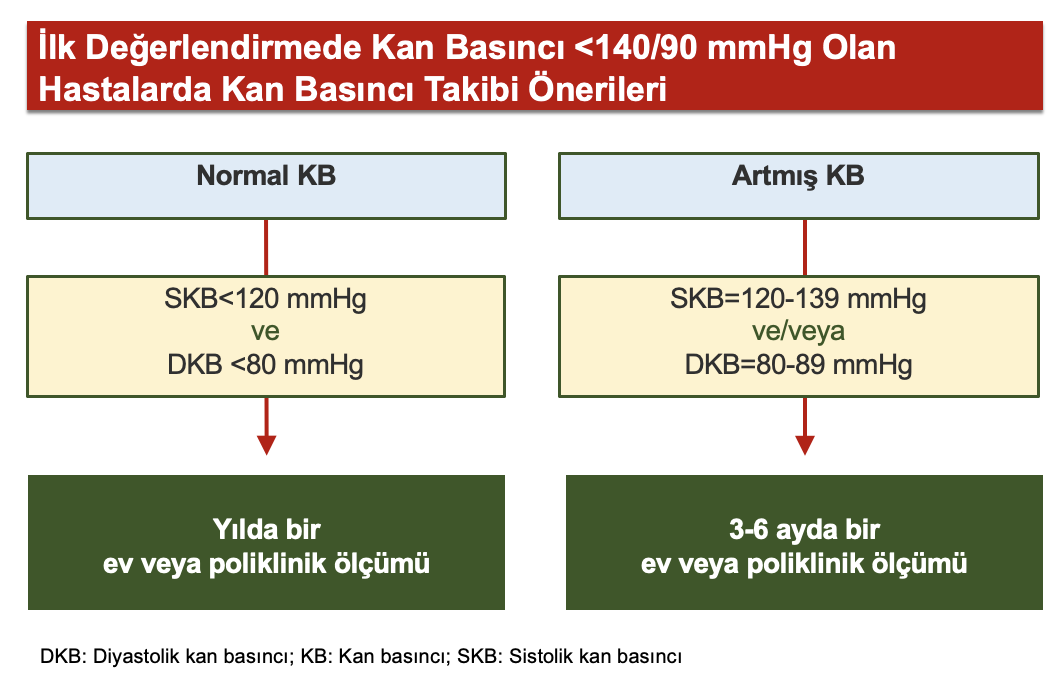 İlk Değerlendirmede Kan Basıncı <140/90 mmHg Olan
Hastalarda Kan Basıncı Takibi Önerileri
Normal KB
SKB<120 mmHg
ve
DKB <80 mmHg
Yılda bir
ev veya poliklinik ölçümü
Artmış KB
SKB=120-139 mmHg
ve/veya
DKB=80-89 mmHg
3-6 ayda bir
ev veya poliklinik ölçümü
DKB: Diyastolik kan basıncı; KB: Kan basıncı; SKB: Sistolik kan basıncı